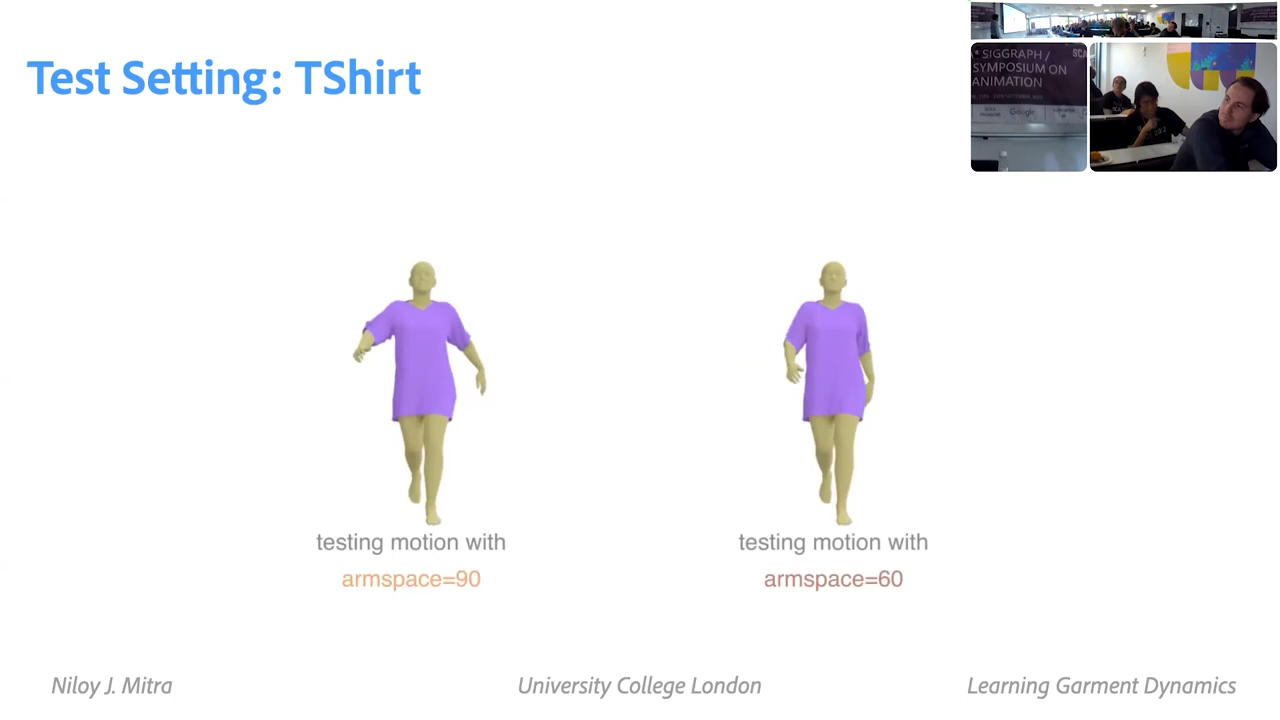 Test Setting: TShirt
SIGGRAPH /
SYMPOSIUM ON
ANIMATION
Google
testing motion with
armspace=90
testing motion with
armspace=60
Niloy J. Mitra
University College London
Learning Garment Dynamics